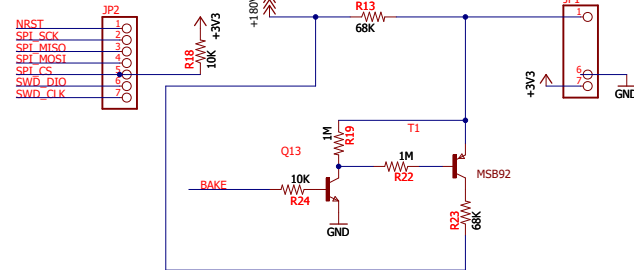 JP2
NRST 1
SPI_SCK 2
SPI_MISO 3
SPI_MOSI 4
SPI_CS 5
SWD_DIO 6
SWD_CLK 7
+3V3
R18
10K
R13
68K
1
6
7
+3V3
GND
1M
R19
T1
Q13
1M
R22
MSB92
BAKE
10K
R24
GND
R23
68K